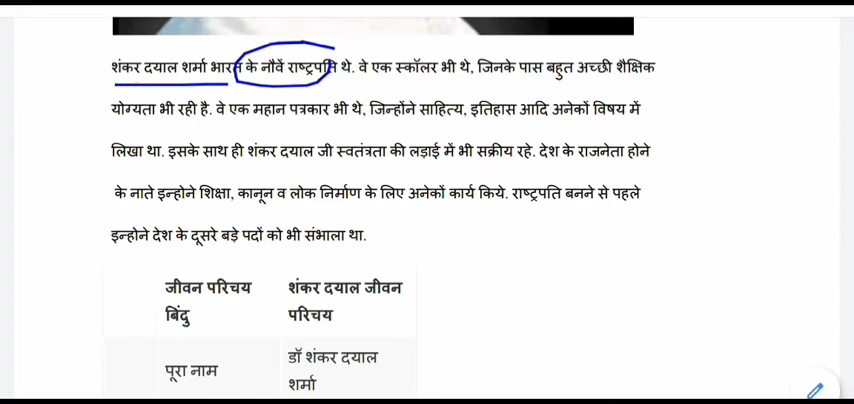 शंकर दयाल शर्मा भारत के नौवें राष्ट्रपति थे. वे एक स्कॉलर भी थे, जिनके पास बहुत अच्छी शैक्षिक
योग्यता भी रही है. वे एक महान पत्रकार भी थे, जिन्होंने साहित्य, इतिहास आदि अनेकों विषय में
लिखा था. इसके साथ ही शंकर दयाल जी स्वतंत्रता की लड़ाई में भी सक्रीय रहे. देश के राजनेता होने
के नाते इन्होने शिक्षा, कानून व लोक निर्माण के लिए अनेकों कार्य किये. राष्ट्रपति बनने से पहले
इन्होने देश के दूसरे बड़े पदों को भी संभाला था.
जीवन परिचय बिंदु
शंकर दयाल जीवन परिचय
पूरा नाम
डॉ शंकर दयाल शर्मा